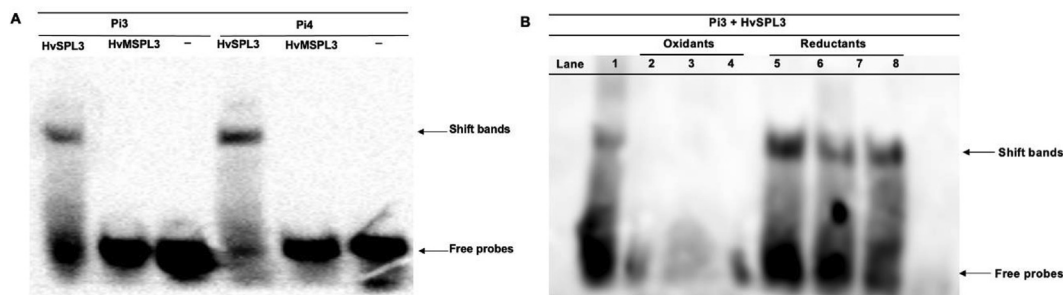 A
Pi3 Pi4
HvSPL3 HvMSPL3 – HvSPL3 HvMSPL3 –
Shift bands
Free probes
B
Pi3 + HvSPL3
Oxidants Reductants
Lane 1 2 3 4 5 6 7 8
Shift bands
Free probes